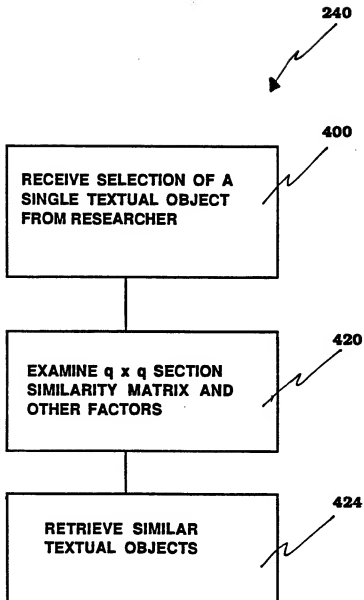 240
400
RECEIVE SELECTION OF A
SINGLE TEXTUAL OBJECT
FROM RESEARCHER
420
EXAMINE q x q SECTION
SIMILARITY MATRIX AND
OTHER FACTORS
424
RETRIEVE SIMILAR
TEXTUAL OBJECTS